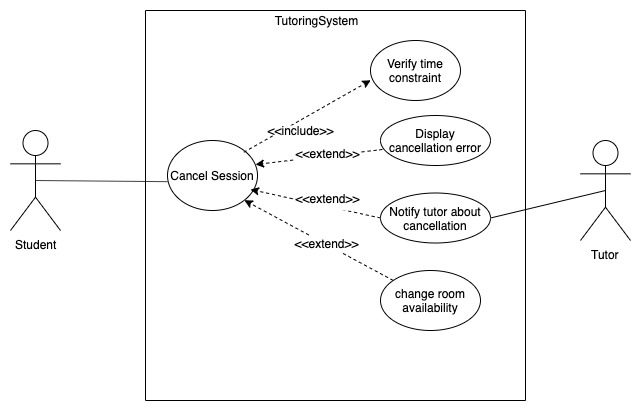 TutoringSystem
Verify time
constraint
<<include>>
Display
cancellation error
<<extend>>
Cancel Session
<<extend>>
Notify tutor about
cancellation
Student
Tutor
<<extend>>
change room
availability